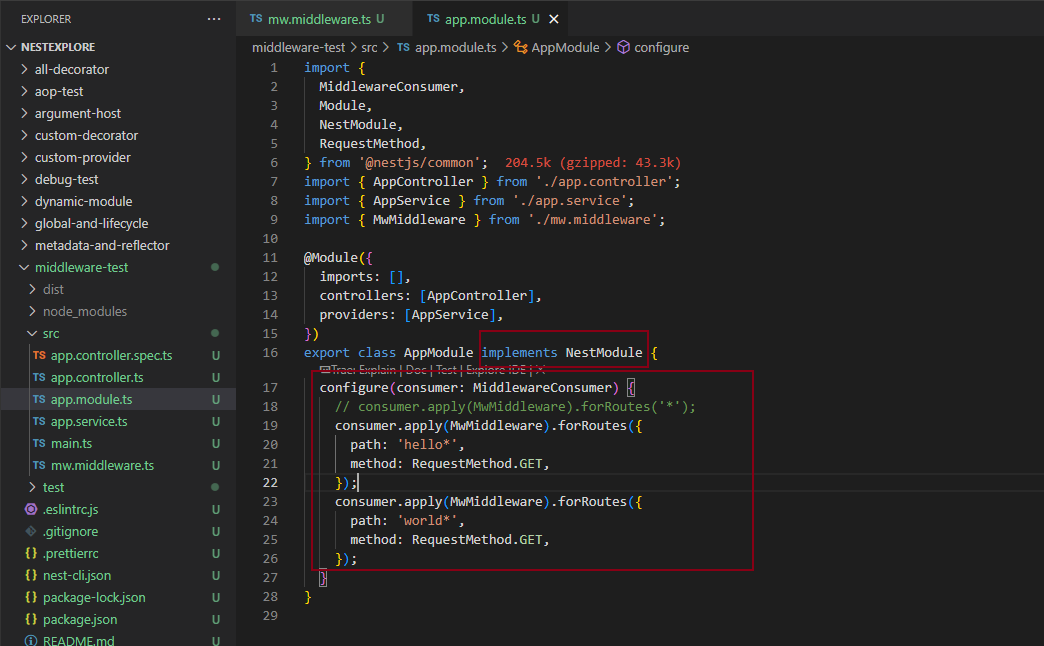 EXPLORER
NESTEXPLORE
all-decorator
aop-test
argument-host
custom-decorator
custom-provider
debug-test
dynamic-module
global-and-lifecycle
metadata-and-reflector
middleware-test
dist
node_modules
src
TS app.controller.spec.ts U
TS app.controller.ts U
TS app.module.ts U
TS app.service.ts U
TS main.ts U
TS mw.middleware.ts U
test
.eslintrc.js U
.gitignore U
{} .prettierrc U
{} nest-cli.json U
{} package-lock.json U
{} package.json U
README.md U
TS mw.middleware.ts U
TS app.module.ts U
middleware-test > src > TS app.module.ts > AppModule > configure
1 import {
2 MiddlewareConsumer,
3 Module,
4 NestModule,
5 RequestMethod,
6 } from '@nestjs/common'; 204.5k (gzipped: 43.3k)
7 import { AppController } from './app.controller';
8 import { AppService } from './app.service';
9 import { MwMiddleware } from './mw.middleware';
10
11 @Module({
12 imports: [],
13 controllers: [AppController],
14 providers: [AppService],
15 })
16 export class AppModule implements NestModule {
Trae: Explain | Doc | Test | Explore IDE | X
17 configure(consumer: MiddlewareConsumer) {
18 // consumer.apply(MwMiddleware).forRoutes('*');
19 consumer.apply(MwMiddleware).forRoutes({
20 path: 'hello*',
21 method: RequestMethod.GET,
22 });
23 consumer.apply(MwMiddleware).forRoutes({
24 path: 'world*',
25 method: RequestMethod.GET,
26 });
27 }
28 }
29